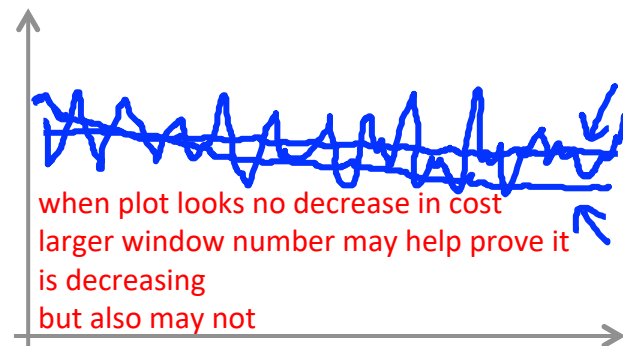 when plot looks no decrease in cost
larger window number may help prove it
is decreasing
but also may not